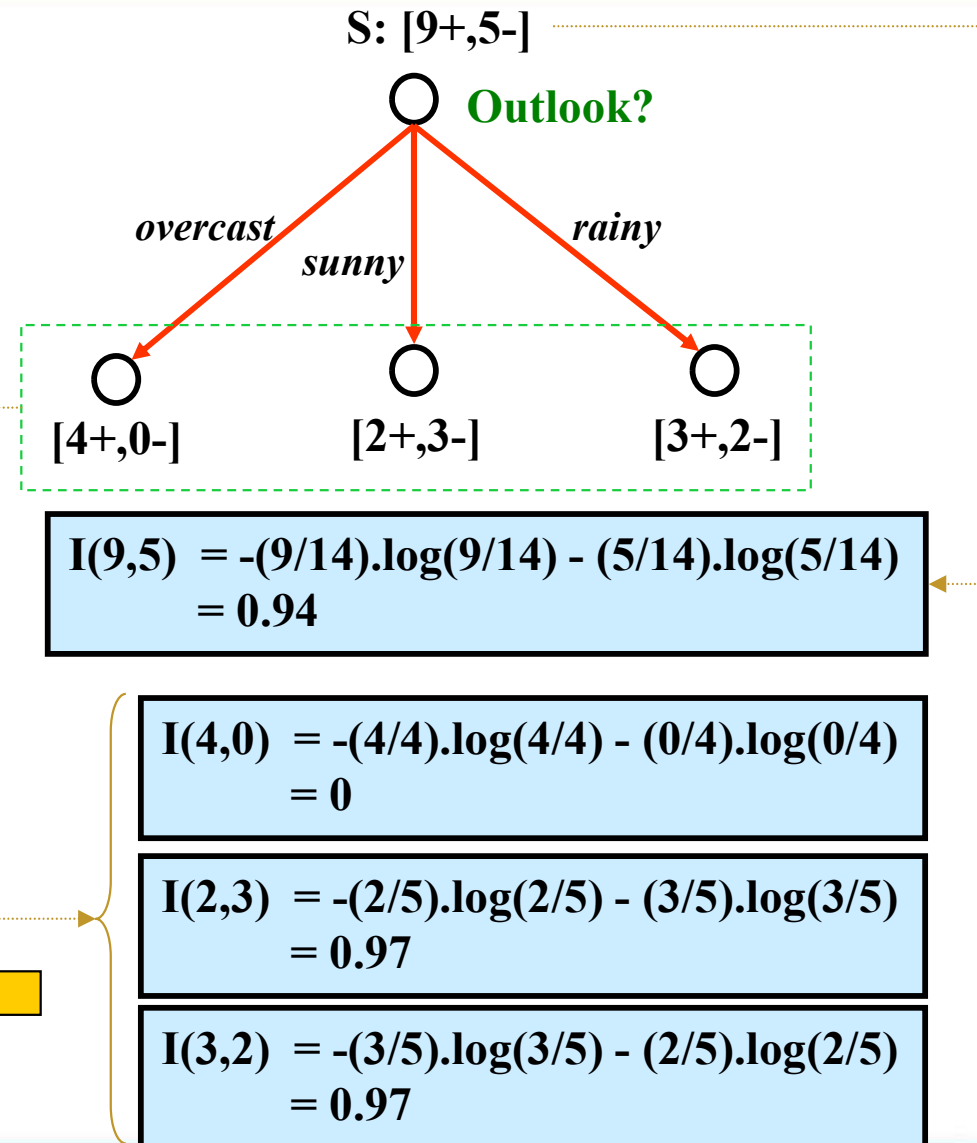 S: [9+,5-]
Outlook?
overcast
sunny
rainy
[4+,0-]
[2+,3-]
[3+,2-]
I(9,5) = -(9/14).log(9/14) - (5/14).log(5/14)
= 0.94
I(4,0) = -(4/4).log(4/4) - (0/4).log(0/4)
= 0
I(2,3) = -(2/5).log(2/5) - (3/5).log(3/5)
= 0.97
I(3,2) = -(3/5).log(3/5) - (2/5).log(2/5)
= 0.97